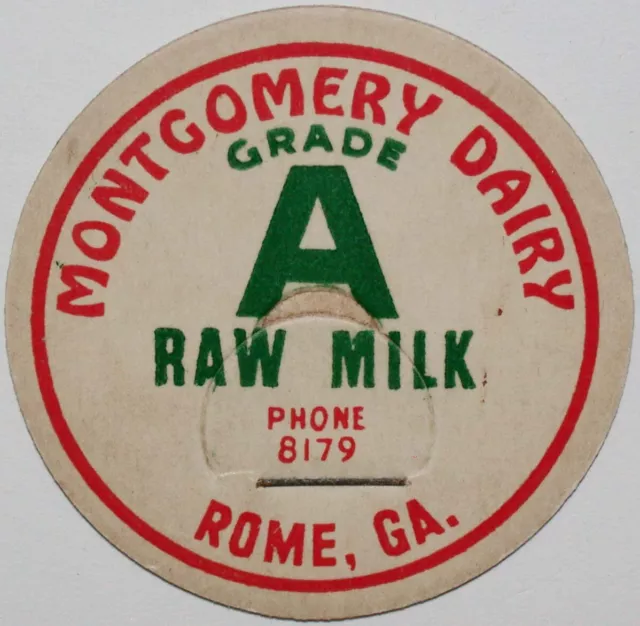 MONTGOMERY DAIRY
GRADE
A
RAW MILK
PHONE
8179
ROME, GA.